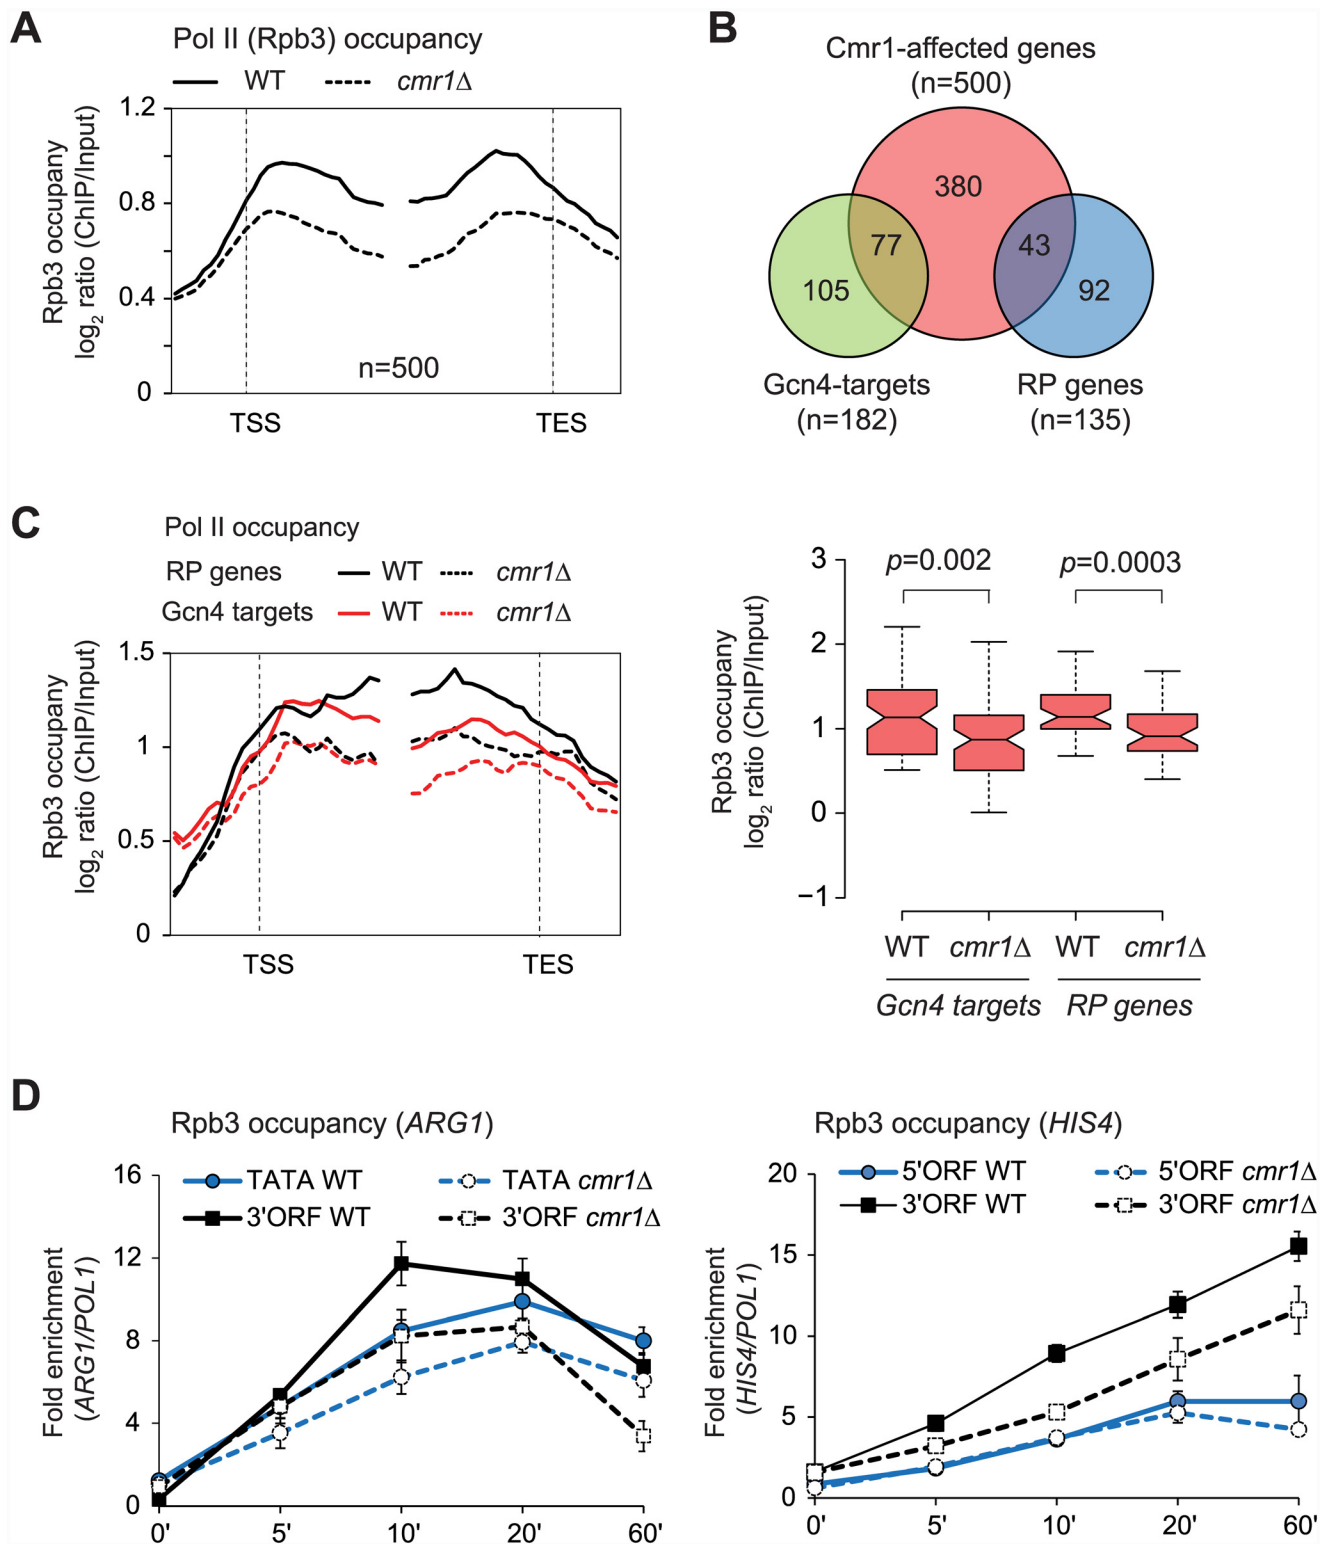 A
Pol II (Rpb3) occupancy
WT cmr1Δ
Rpb3 occupany
log2 ratio (ChIP/Input)
1.2
0.8
0.4
0
n=500
TSS TES
B
Cmr1-affected genes
(n=500)
380
77
43
105
92
Gcn4-targets
(n=182)
RP genes
(n=135)
C
Pol II occupancy
RP genes WT cmr1Δ
Gcn4 targets WT cmr1Δ
Rpb3 occupany
log2 ratio (ChIP/Input)
1.5
1
0.5
0
TSS TES
Rpb3 occupany
log2 ratio (ChIP/Input)
3
2
1
0
−1
p=0.002
p=0.0003
WT cmr1Δ WT cmr1Δ
Gcn4 targets RP genes
D
Rpb3 occupancy (ARG1)
TATA WT TATA cmr1Δ
3'ORF WT 3'ORF cmr1Δ
Fold enrichment
(ARG1/POL1)
16
12
8
4
0
0' 5' 10' 20' 60'
Rpb3 occupancy (HIS4)
5'ORF WT 5'ORF cmr1Δ
3'ORF WT 3'ORF cmr1Δ
Fold enrichment
(HIS4/POL1)
20
15
10
5
0
0' 5' 10' 20' 60'